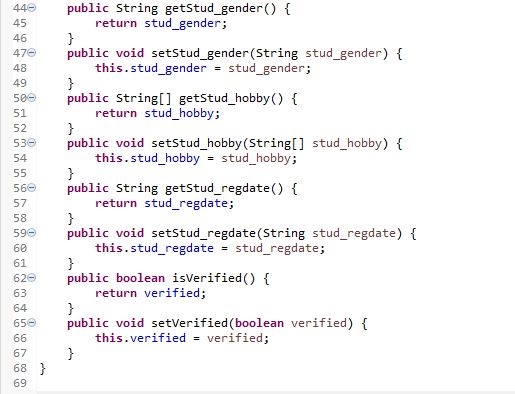 44 public String getStud_gender() {
45 return stud_gender;
46 }
47 public void setStud_gender(String stud_gender) {
48 this.stud_gender = stud_gender;
49 }
50 public String[] getStud_hobby() {
51 return stud_hobby;
52 }
53 public void setStud_hobby(String[] stud_hobby) {
54 this.stud_hobby = stud_hobby;
55 }
56 public String getStud_regdate() {
57 return stud_regdate;
58 }
59 public void setStud_regdate(String stud_regdate) {
60 this.stud_regdate = stud_regdate;
61 }
62 public boolean isVerified() {
63 return verified;
64 }
65 public void setVerified(boolean verified) {
66 this.verified = verified;
67 }
68 }
69